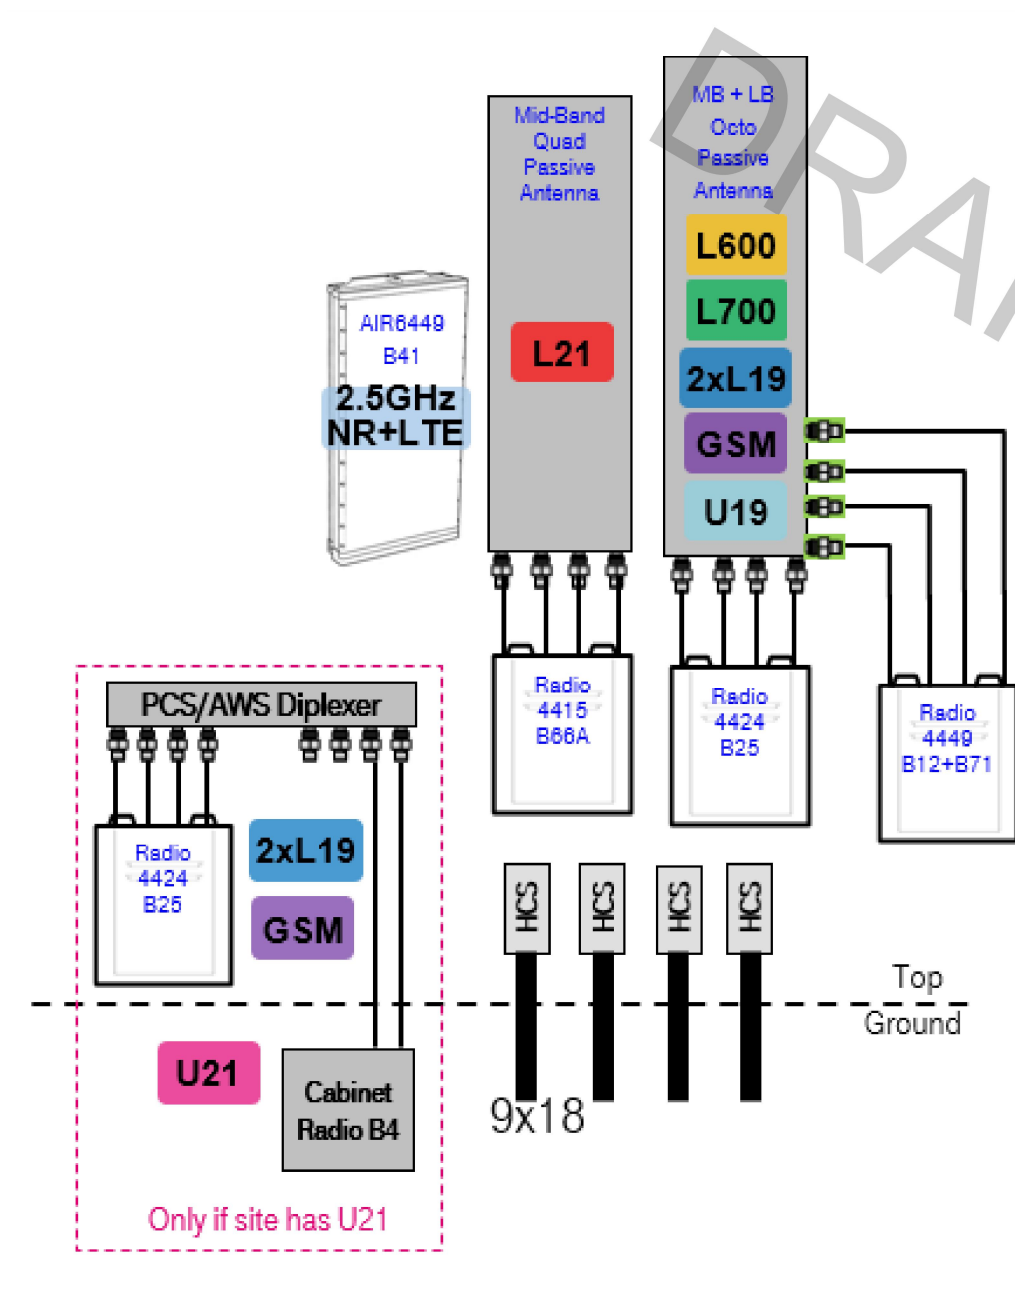 DRA
MB + LB
Octo
Passive
Antenna
Mid-Band
Quad
Passive
Antenna
L600
L700
2xL19
GSM
U19
L21
AIR6449
B41
2.5GHz
NR+LTE
Radio
4415
B66A
Radio
4424
B25
Radio
4449
B12+B71
PCS/AWS Diplexer
Radio
4424
B25
2xL19
GSM
HCS
HCS
HCS
HCS
Top
Ground
U21
Cabinet
Radio B4
9x18
Only if site has U21